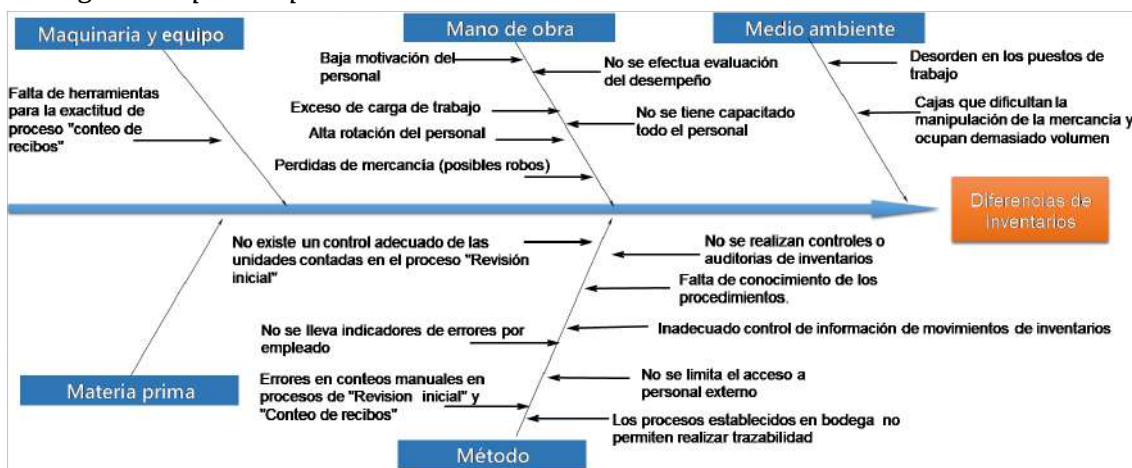 Maquinaria y equipo
Mano de obra
Medio ambiente
Falta de herramientas
para la exactitud de
proceso "conteo de
recibos"
Baja motivación del
personal
No se efectua evaluación
del desempeño
Exceso de carga de trabajo
No se tiene capacitado
todo el personal
Alta rotación del personal
Perdidas de mercancía (posibles robos)
Desorden en los puestos de
trabajo
Cajas que dificultan la
manipulación de la mercancía y
ocupan demasiado volumen
Diferencias de
inventarios
No existe un control adecuado de las
unidades contadas en el proceso "Revisión
inicial"
No se realizan controles o
auditorias de inventarios
Falta de conocimiento de los
procedimientos.
No se lleva indicadores de errores por
empleado
Inadecuado control de información de movimientos de inventarios
Errores en conteos manuales en
procesos de "Revision inicial" y
"Conteo de recibos"
No se limita el acceso a
personal externo
Los procesos establecidos en bodega no
permiten realizar trazabilidad
Materia prima
Método